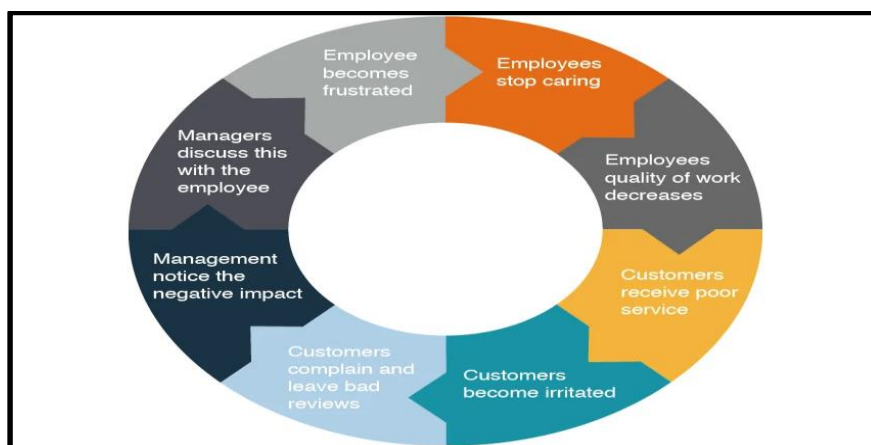 Employee
becomes
frustrated
Employees
stop caring
Employees
quality of work
decreases
Customers
receive poor
service
Customers
become irritated
Customers
complain and
leave bad
reviews
Management
notice the
negative impact
Managers
discuss this
with the
employee